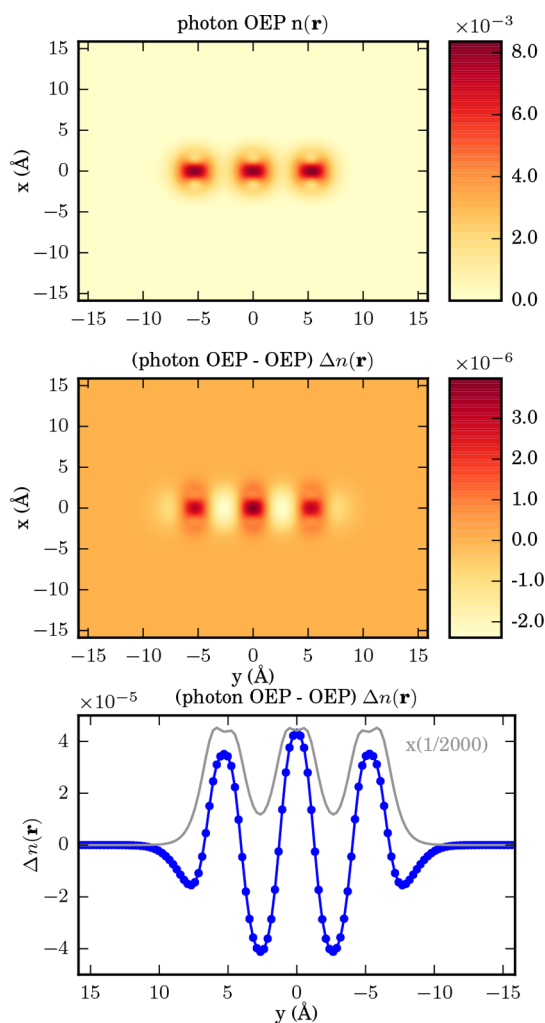 photon OEP n(r)
×10⁻³
15
10
5
0
−5
−10
−15
x (Å)
8.0
6.0
4.0
2.0
0.0
−15 −10 −5 0 5 10 15
(photon OEP - OEP) Δn(r)
×10⁻⁶
15
10
5
0
−5
−10
−15
x (Å)
3.0
2.0
1.0
0.0
-1.0
-2.0
−15 −10 −5 0 5 10 15
y (Å)
×10⁻⁵ (photon OEP - OEP) Δn(r)
4
2
0
−2
−4
Δn(r)
x(1/2000)
15 10 5 0 −5 −10 −15
y (Å)